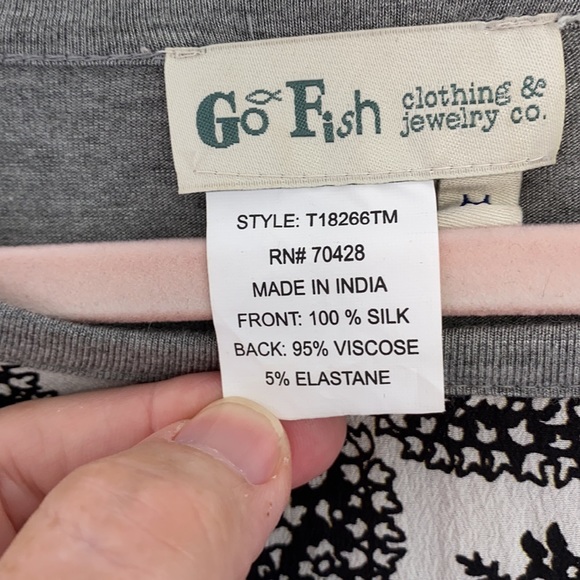 Go Fish clothing &
jewelry co.
STYLE: T18266TM
RN# 70428
MADE IN INDIA
FRONT: 100 % SILK
BACK: 95% VISCOSE
5% ELASTANE